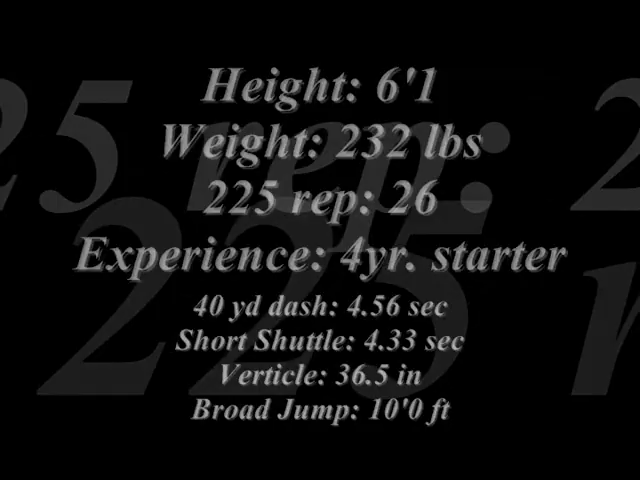 Height: 6'1
Weight: 232 lbs
225 rep: 26
Experience: 4yr. starter
40 yd dash: 4.56 sec
Short Shuttle: 4.33 sec
Verticle: 36.5 in
Broad Jump: 10'0 ft